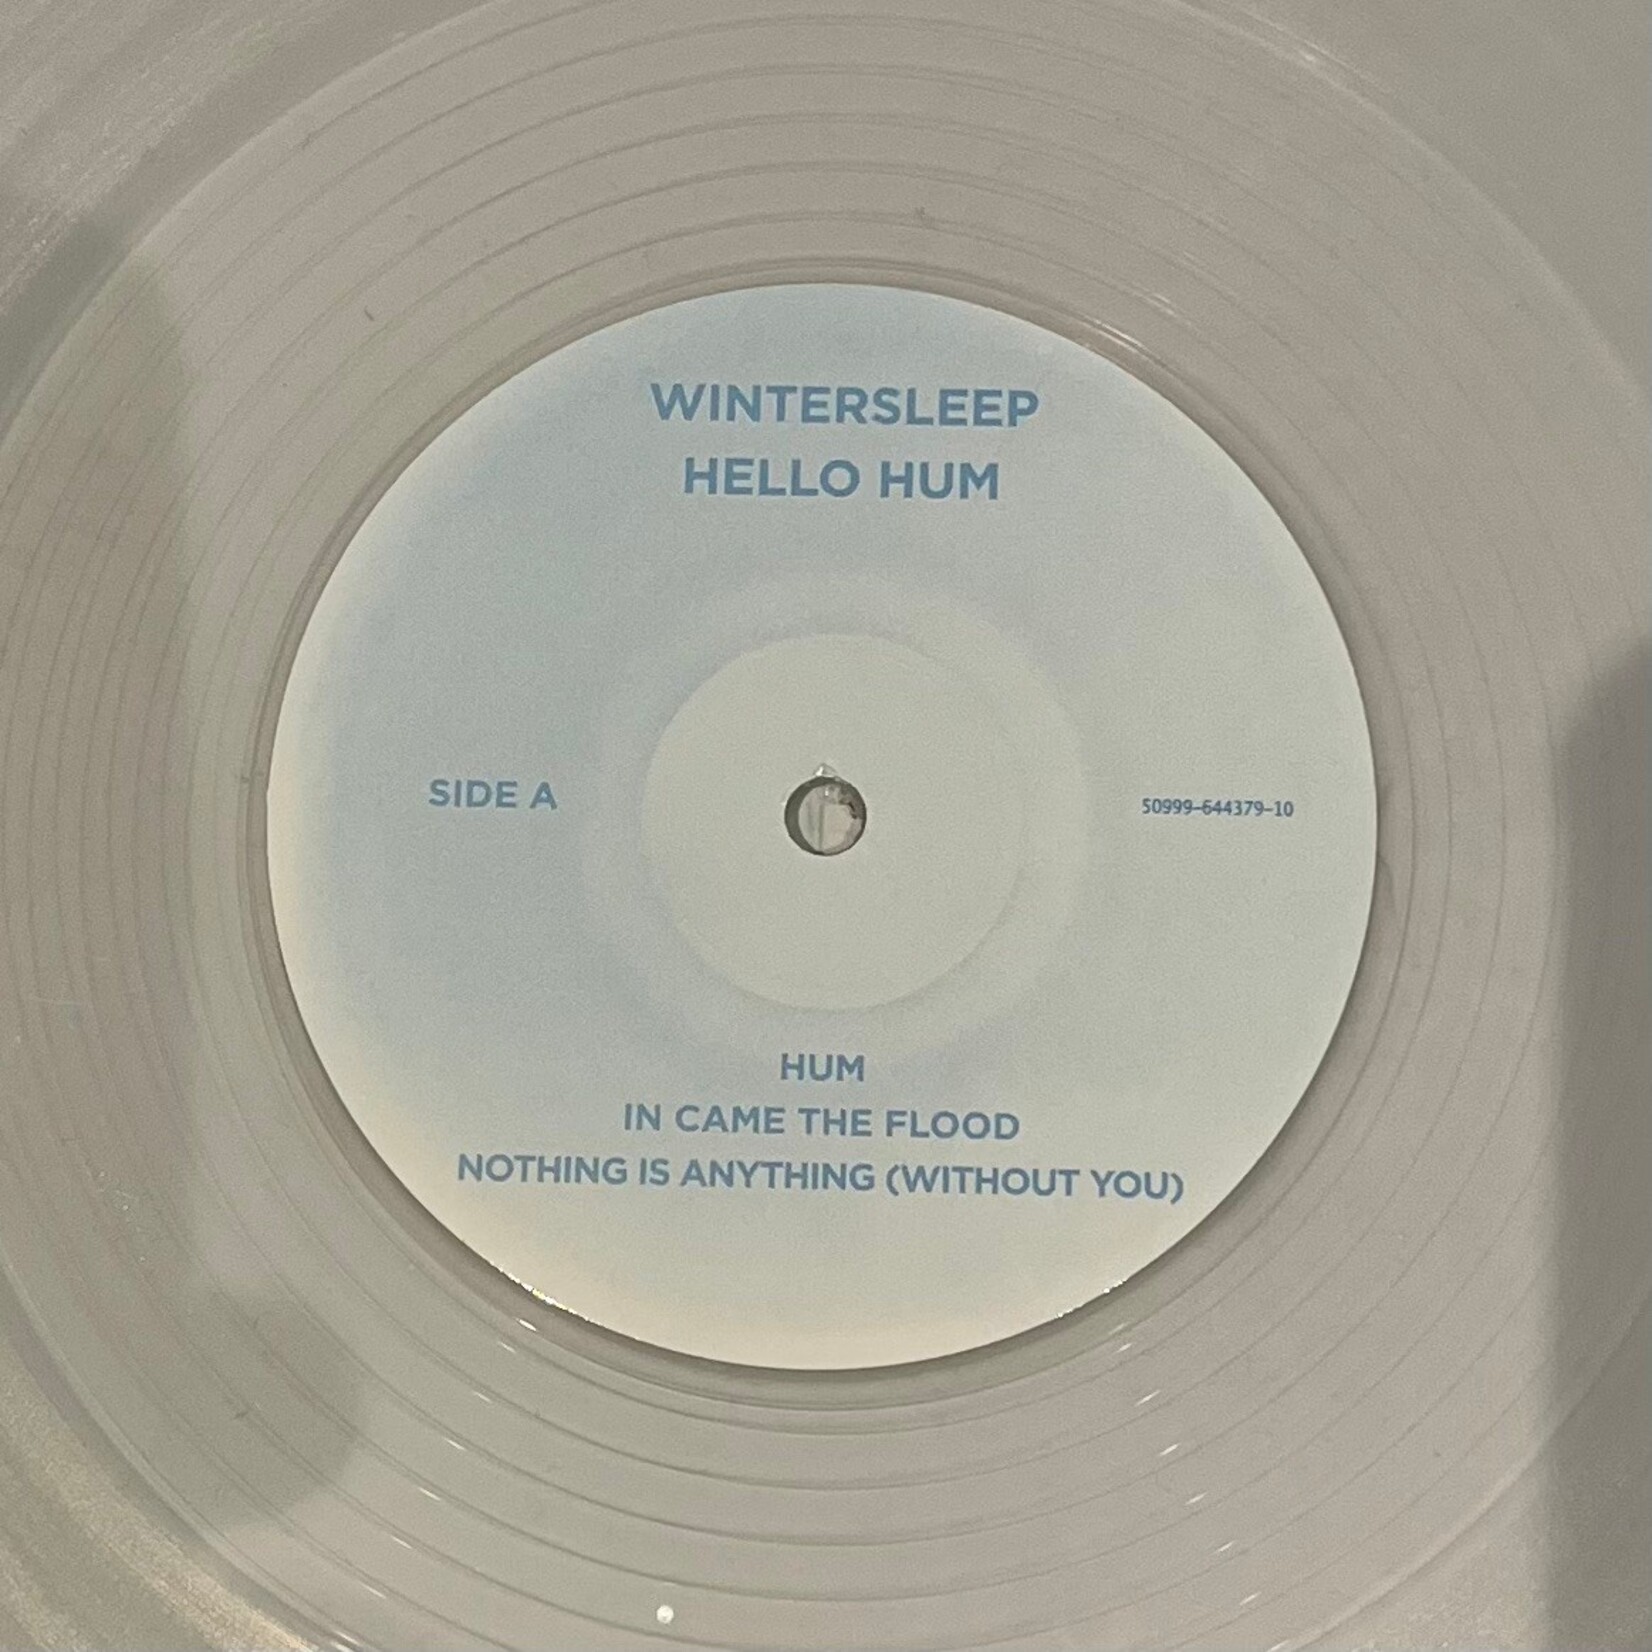 WINTERSLEEP
HELLO HUM
SIDE A
50999-644379-10
HUM
IN CAME THE FLOOD
NOTHING IS ANYTHING (WITHOUT YOU)